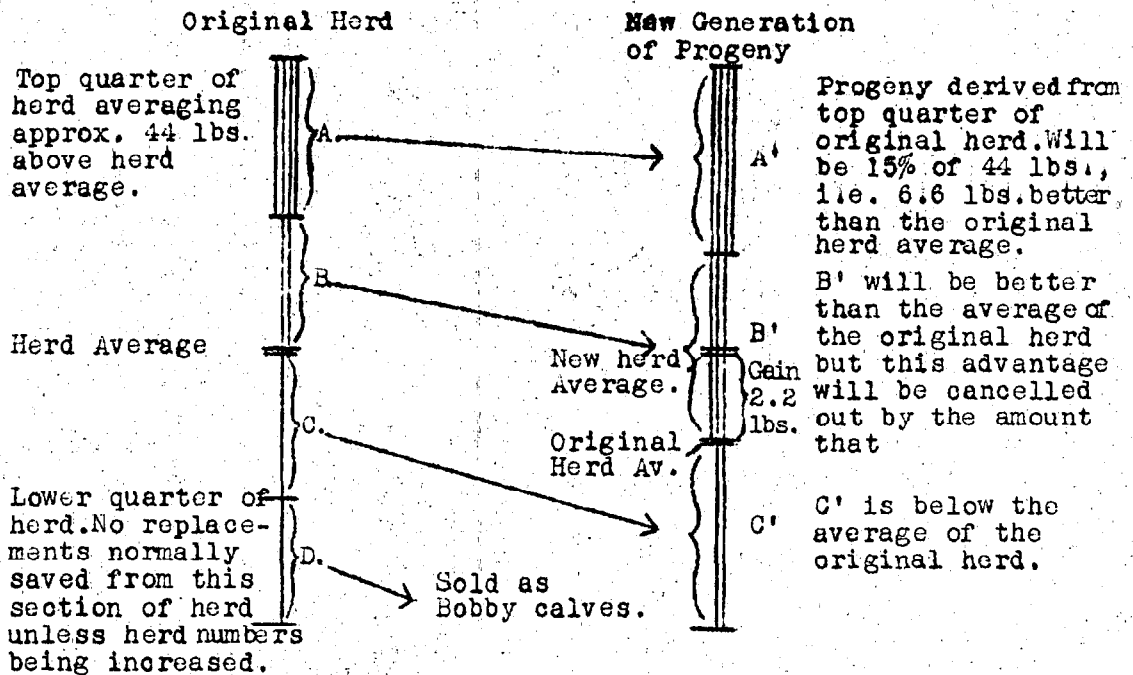 Original Herd
New Generation
of Progeny
Top quarter of
herd averaging
approx. 44 lbs.
above herd
average.
A.
A'
Progeny derived from
top quarter of
original herd.Will
be 15% of 44 lbs.,
i.e. 6.6 lbs.better
than the original
herd average.
B.
B'
B' will be better
than the average of
the original herd
but this advantage
will be cancelled
out by the amount
that
Herd Average
New herd
Average.
Gain
2.2
lbs.
Original
Herd Av.
C.
C'
C' is below the
average of the
original herd.
Lower quarter of
herd.No replace-
ments normally
saved from this
section of herd
unless herd numbers
being increased.
D.
Sold as
Bobby calves.